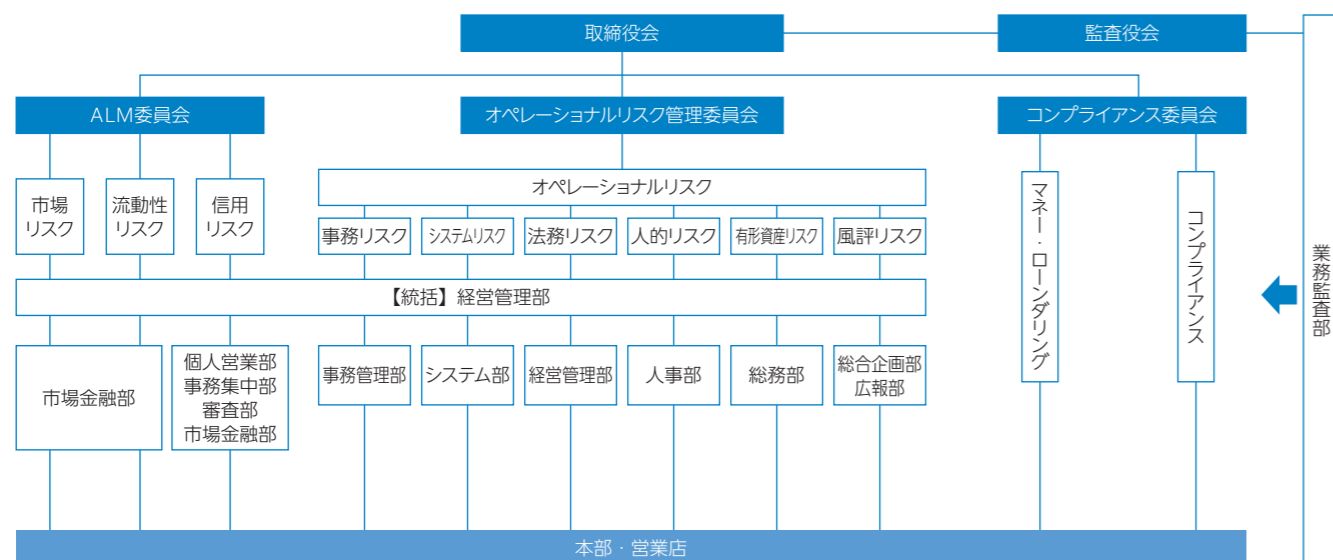 取締役会
監査役会
ALM委員会
オペレーショナルリスク管理委員会
コンプライアンス委員会
市場
リスク
流動性
リスク
信用
リスク
オペレーショナルリスク
事務リスク
システムリスク
法務リスク
人的リスク
有形資産リスク
風評リスク
マネー・ローンダリング
コンプライアンス
業務監査部
【統括】経営管理部
市場金融部
個人営業部
事務集中部
審査部
市場金融部
事務管理部
システム部
経営管理部
人事部
総務部
総合企画部
広報部
本部・営業店